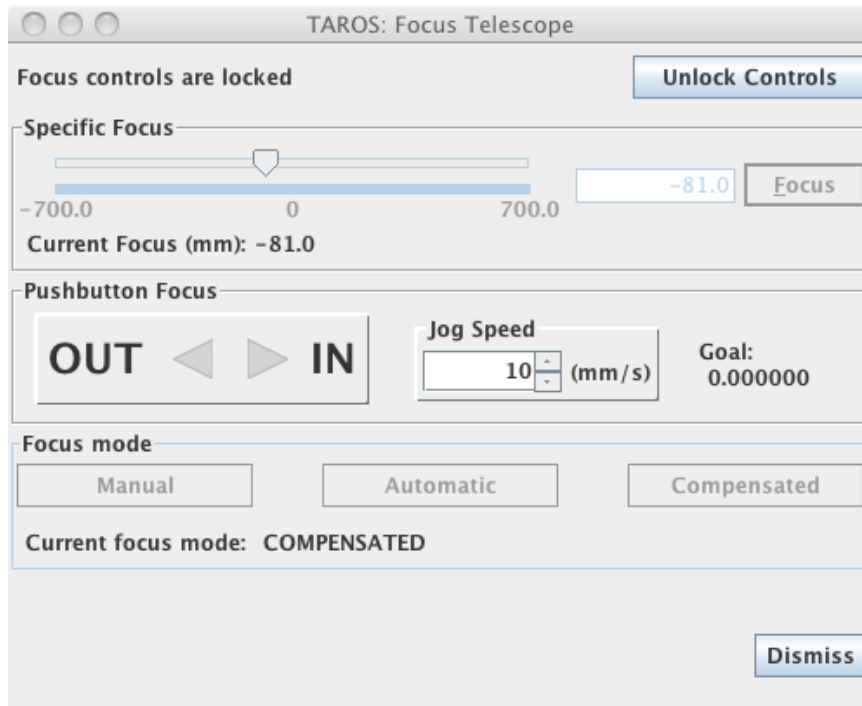 TAROS: Focus Telescope
Focus controls are locked
Unlock Controls
Specific Focus
-81.0
Focus
-700.0 0 700.0
Current Focus (mm): -81.0
Pushbutton Focus
OUT IN
Jog Speed
10 (mm/s)
Goal:
0.000000
Focus mode
Manual Automatic Compensated
Current focus mode: COMPENSATED
Dismiss